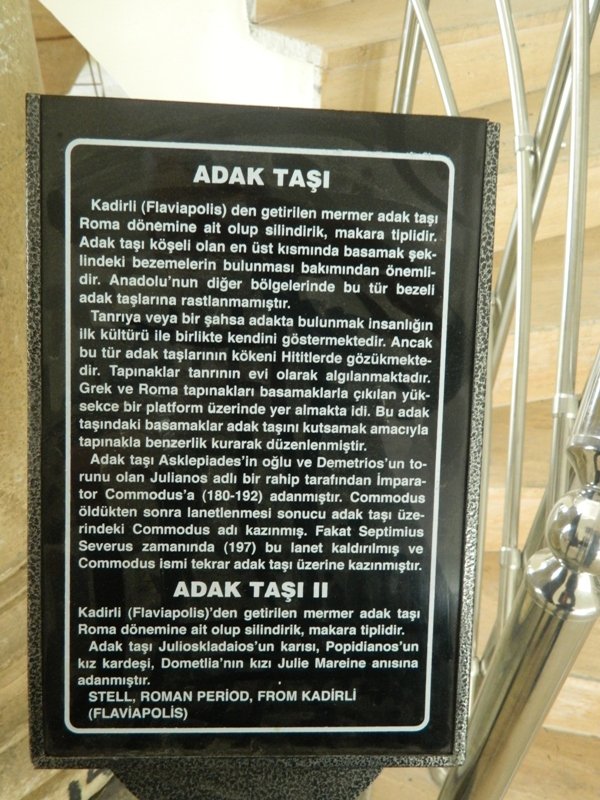 ADAK TAŞI
Kadirli (Flaviapolis) den getirilen mermer adak taşı
Roma dönemine ait olup silindirik, makara tiplidir.
Adak taşı köşeli olan en üst kısmında basamak şek-
lindeki bezemelerin bulunması bakımından önemli-
dir. Anadolu'nun diğer bölgelerinde bu tür bezeli
adak taşlarına rastlanmamıştır.
Tanrıya veya bir şahsa adakta bulunmak insanlığın
ilk kültürü ile birlikte kendini göstermektedir. Ancak
bu tür adak taşlarının kökeni Hititlerde gözükmekte-
dir. Tapınaklar tanrının evi olarak algılanmaktadır.
Grek ve Roma tapınakları basamaklarla çıkılan yük-
sekce bir platform üzerinde yer almakta idi. Bu adak
taşındaki basamaklar adak taşını kutsamak amacıyla
tapınakla benzerlik kurarak düzenlenmiştir.
Adak taşı Asklepiades'in oğlu ve Demetrios'un to-
runu olan Julianos adlı bir rahip tarafından İmpara-
tor Commodus'a (180-192) adanmıştır. Commodus
öldükten sonra lanetlenmesi sonucu adak taşı üze-
rindeki Commodus adı kazınmış. Fakat Septimius
Severus zamanında (197) bu lanet kaldırılmış ve
Commodus ismi tekrar adak taşı üzerine kazınmıştır.
ADAK TAŞI II
Kadirli (Flaviapolis)'den getirilen mermer adak taşı
Roma dönemine ait olup silindirik, makara tiplidir.
Adak taşı Julioskladaios'un karısı, Popidianos'un
kız kardeşi, Dometlia'nın kızı Julie Mareine anısına
adanmıştır.
STELL, ROMAN PERİOD, FROM KADİRLİ
(FLAVİAPOLİS)